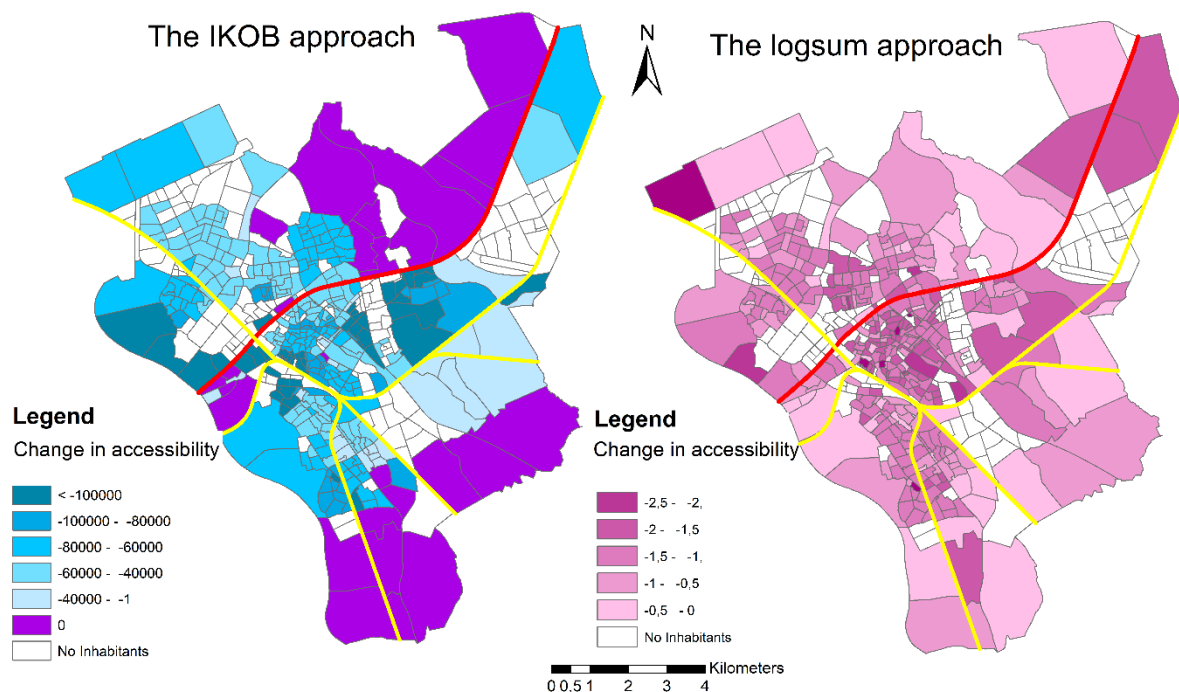 The IKOB approach
N
The logsum approach
Legend
Change in accessibility
< -100000
-100000 - -80000
-80000 - -60000
-60000 - -40000
-40000 - -1
0
No Inhabitants
Legend
Change in accessibility
-2,5 - -2,
-2 - -1,5
-1,5 - -1,
-1 - -0,5
-0,5 - 0
No Inhabitants
Kilometers
0 0.5 1 2 3 4